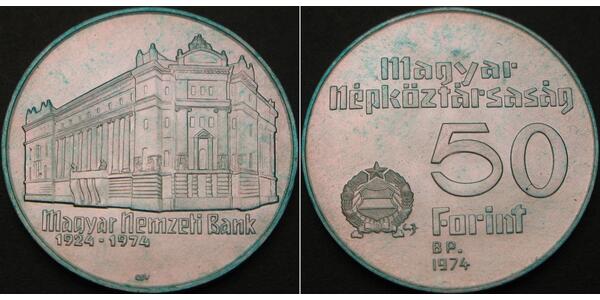 Magyar Nemzeti Bank
1924 - 1974
Magyar
Népköztársaság
50
Forint
BP.
1974